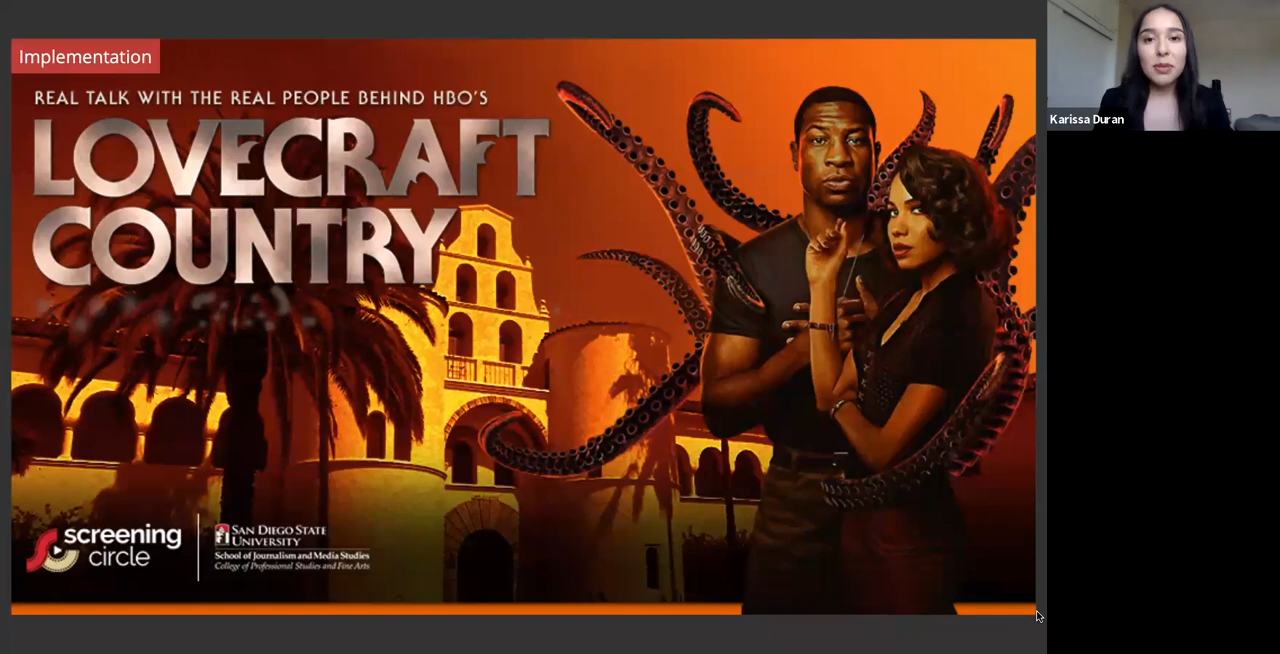 Implementation
REAL TALK WITH THE REAL PEOPLE BEHIND HBO'S
LOVECRAFT
COUNTRY
screening
circle
SAN DIEGO STATE
UNIVERSITY
School of Journalism and Media Studies
College of Professional Studies and Fine Arts
Karissa Duran